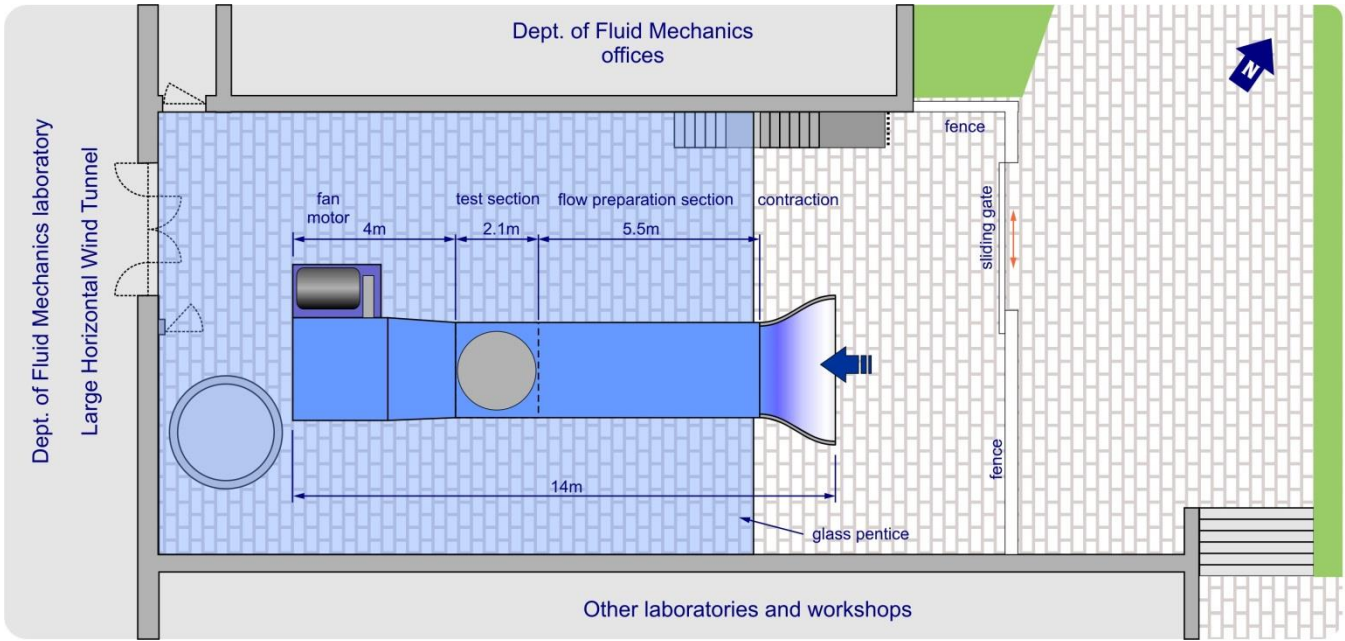 Dept. of Fluid Mechanics
offices
N
Dept. of Fluid Mechanics laboratory
Large Horizontal Wind Tunnel
fence
fan
motor
test section
flow preparation section
contraction
4m
2.1m
5.5m
sliding gate
fence
14m
glass pentice
Other laboratories and workshops